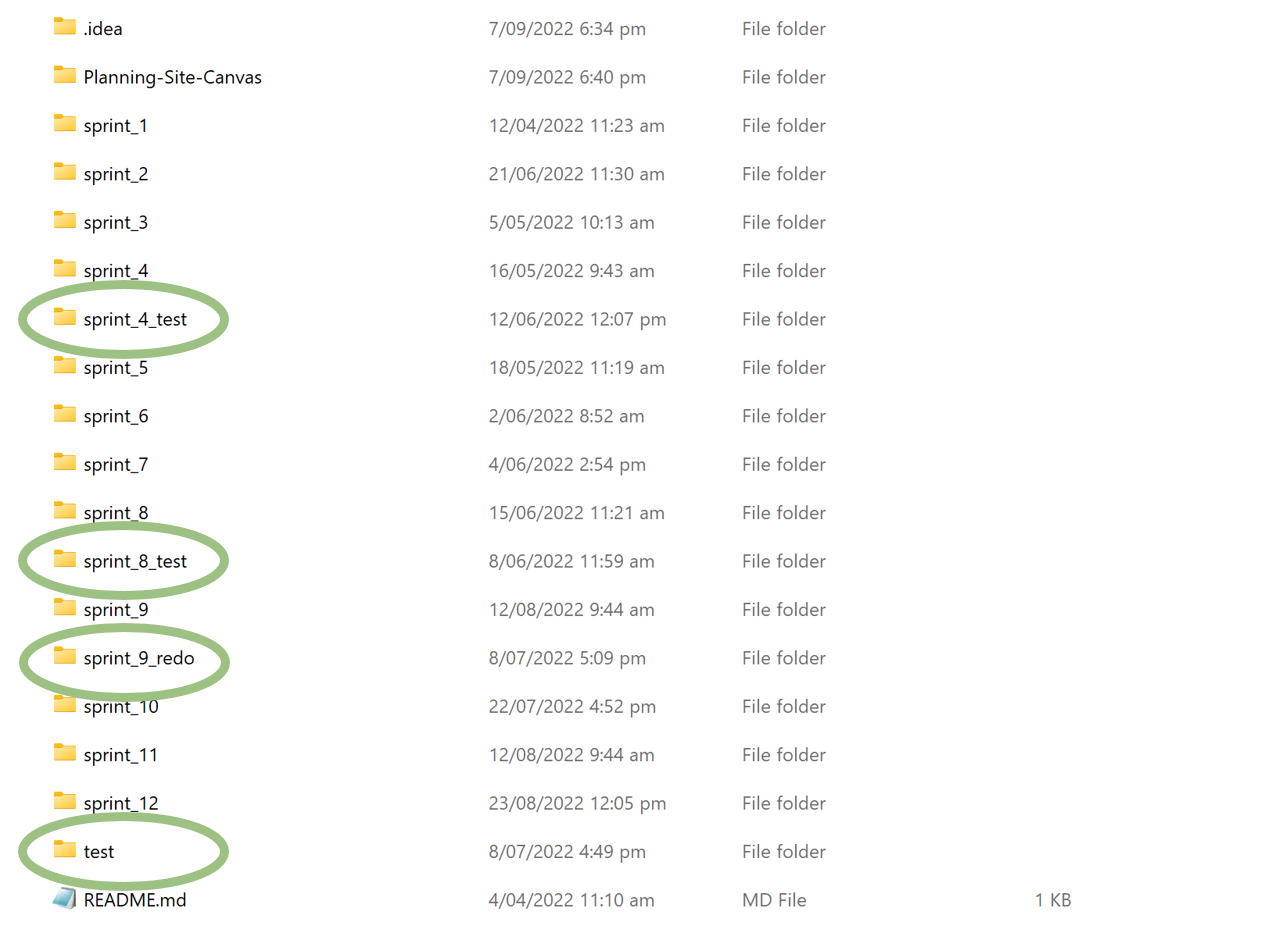 .idea 7/09/2022 6:34 pm File folder
Planning-Site-Canvas 7/09/2022 6:40 pm File folder
sprint_1 12/04/2022 11:23 am File folder
sprint_2 21/06/2022 11:30 am File folder
sprint_3 5/05/2022 10:13 am File folder
sprint_4 16/05/2022 9:43 am File folder
sprint_4_test 12/06/2022 12:07 pm File folder
sprint_5 18/05/2022 11:19 am File folder
sprint_6 2/06/2022 8:52 am File folder
sprint_7 4/06/2022 2:54 pm File folder
sprint_8 15/06/2022 11:21 am File folder
sprint_8_test 8/06/2022 11:59 am File folder
sprint_9 12/08/2022 9:44 am File folder
sprint_9_redo 8/07/2022 5:09 pm File folder
sprint_10 22/07/2022 4:52 pm File folder
sprint_11 12/08/2022 9:44 am File folder
sprint_12 23/08/2022 12:05 pm File folder
test 8/07/2022 4:49 pm File folder
README.md 4/04/2022 11:10 am MD File 1 KB